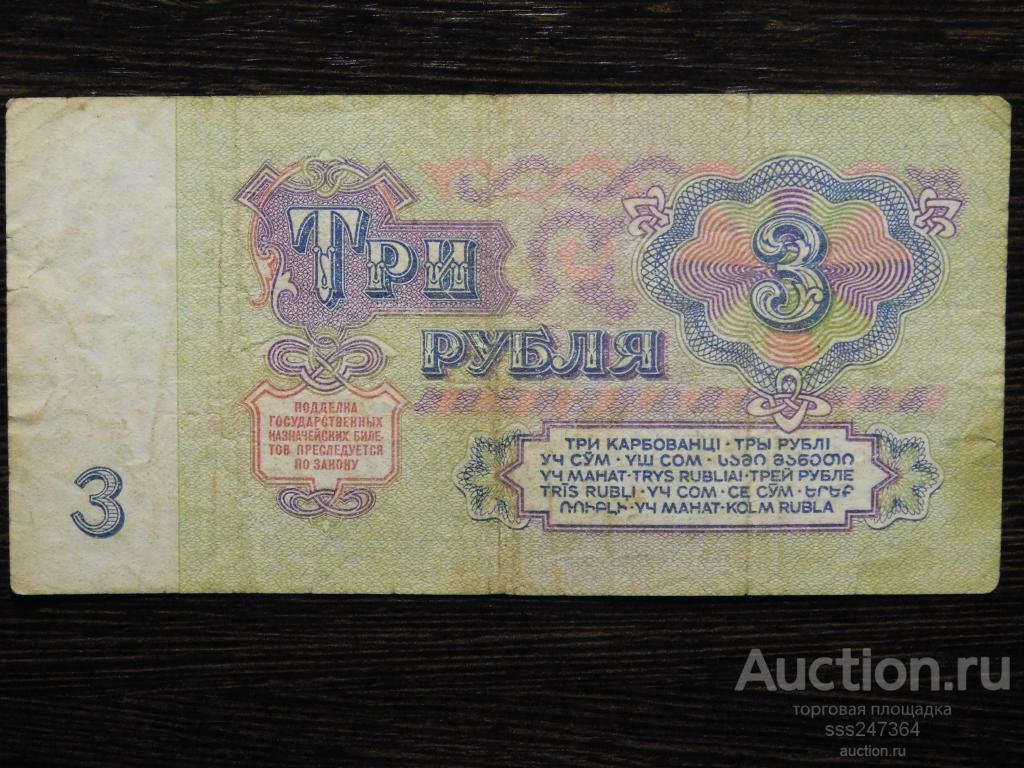 ТРИ
РУБЛЯ
3
ПОДДЕЛКА
ГОСУДАРСТВЕННЫХ
КАЗНАЧЕЙСКИХ БИЛЕ-
ТОВ ПРЕСЛЕДУЕТСЯ
ПО ЗАКОНУ
3
ТРИ КАРБОВАНЦІ · ТРЫ РУБЛІ
УЧ СЎМ · ҮШ СОМ · ᲡᲐᲛᲘ ᲛᲐᲜᲔᲗᲘ
ҮЧ МАНАТ · TRYS RUBLIAI · ТРЕЙ РУБЛЕ
TRĪS RUBĻI · ҮЧ СОМ · СЕ СЎМ · ԵՐԵՔ
ՌՈՒԲԼԻ · ҮЧ МАНАТ · KOLM RUBLA
Auction.ru
торговая площадка
sss247364
auction.ru